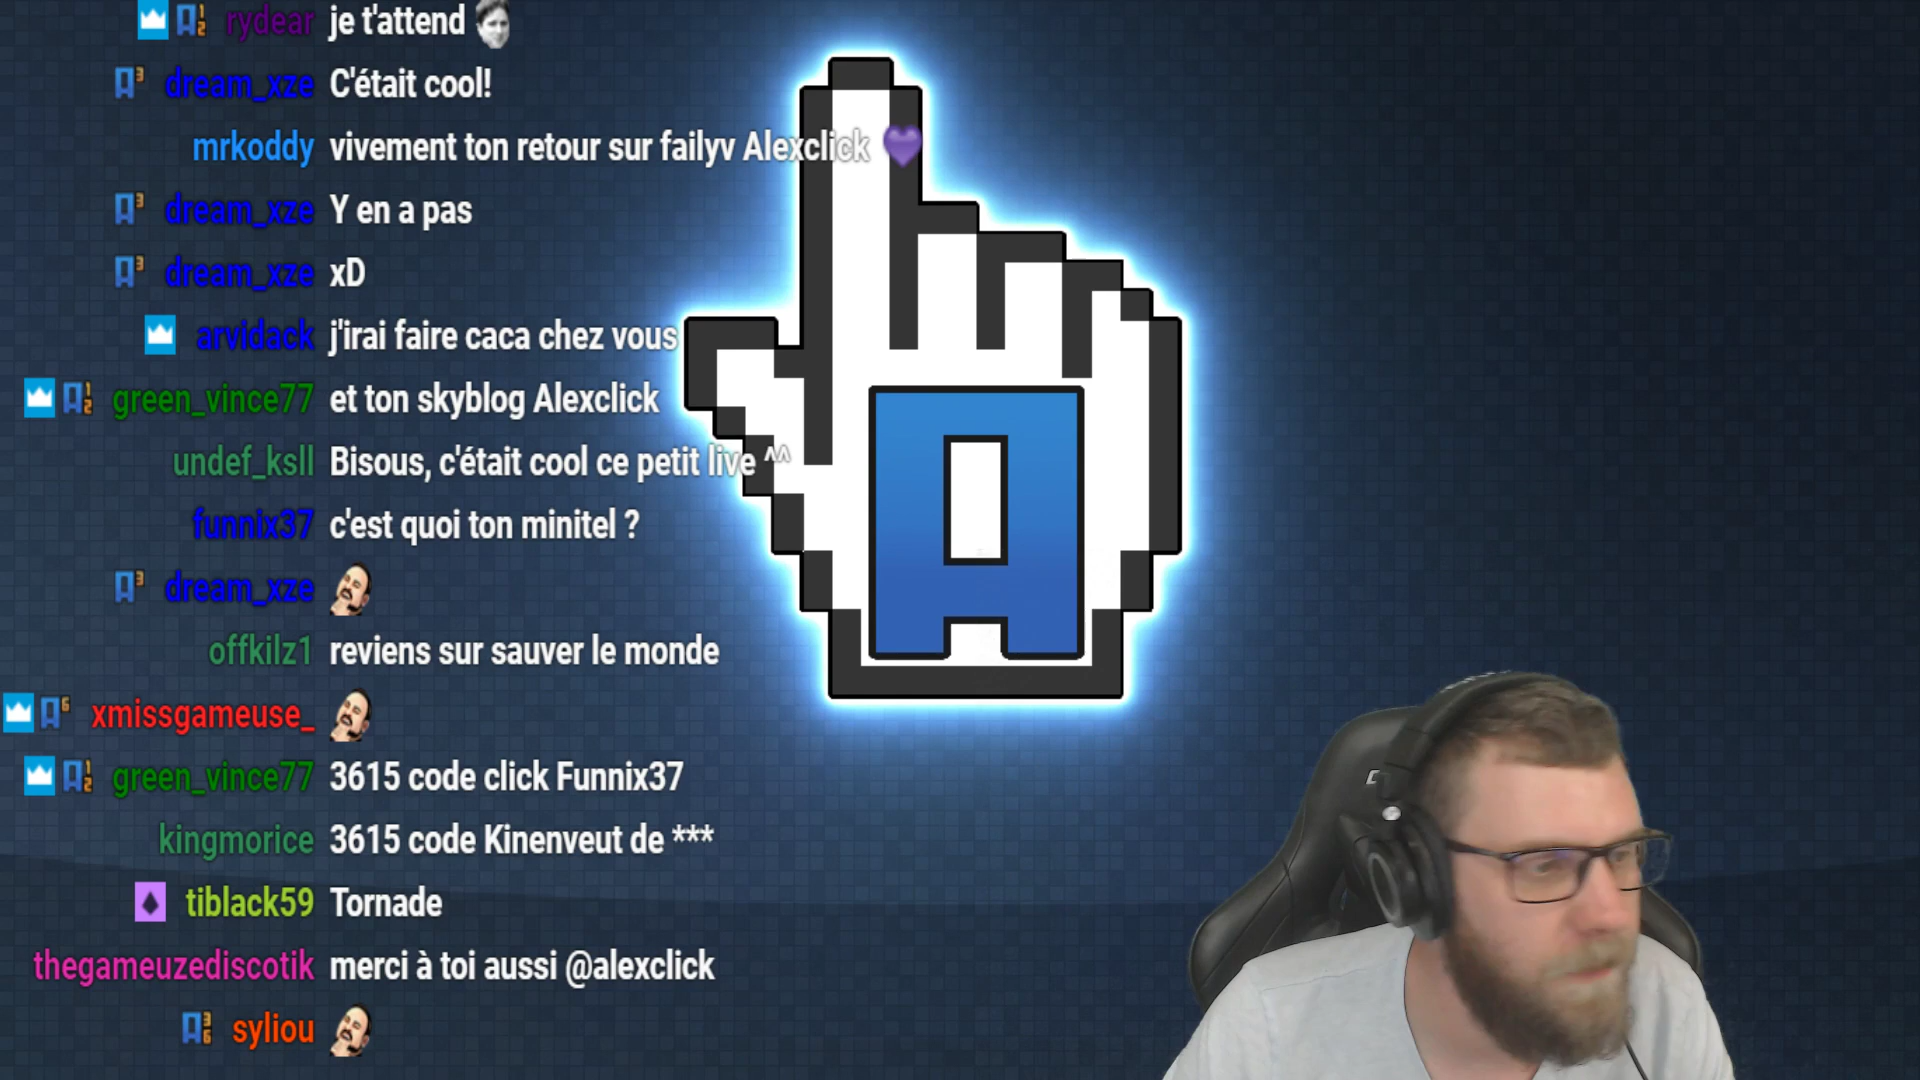 rydear je t'attend
dream_xze C'était cool!
mrkoddy vivement ton retour sur failyv Alexclick
dream_xze Y en a pas
dream_xze xD
arvidack j'irai faire caca chez vous
green_vince77 et ton skyblog Alexclick
undef_ksll Bisous, c'était cool ce petit live ^^
funnix37 c'est quoi ton minitel ?
dream_xze
offkilz1 reviens sur sauver le monde
xmissgameuse_
green_vince77 3615 code click Funnix37
kingmorice 3615 code Kinenveut de ***
tiblack59 Tornade
thegameuzediscotik merci à toi aussi @alexclick
syliou
A